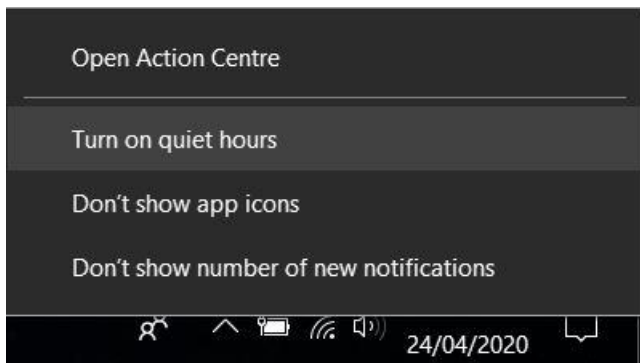 Open Action Centre
Turn on quiet hours
Don't show app icons
Don't show number of new notifications
24/04/2020